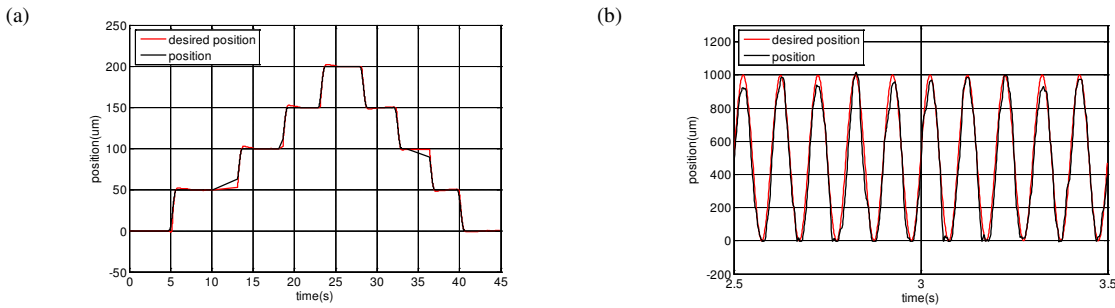 (a)
250
200
150
100
50
0
-50
position(um)
desired position
position
0 5 10 15 20 25 30 35 40 45
time(s)
(b)
1200
1000
800
600
400
200
0
-200
position(um)
desired position
position
2.5 3 3.5
time(s)